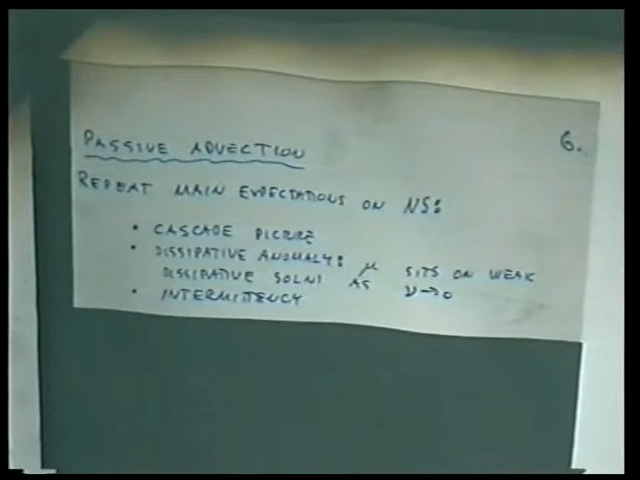 6.
PASSIVE ADVECTION
REPEAT MAIN EXPECTATIONS ON NS:
• CASCADE PICTURE
• DISSIPATIVE ANOMALY: μ SITS ON WEAK
DISSIPATIVE SOLNI AS ν→0
• INTERMITTENCY